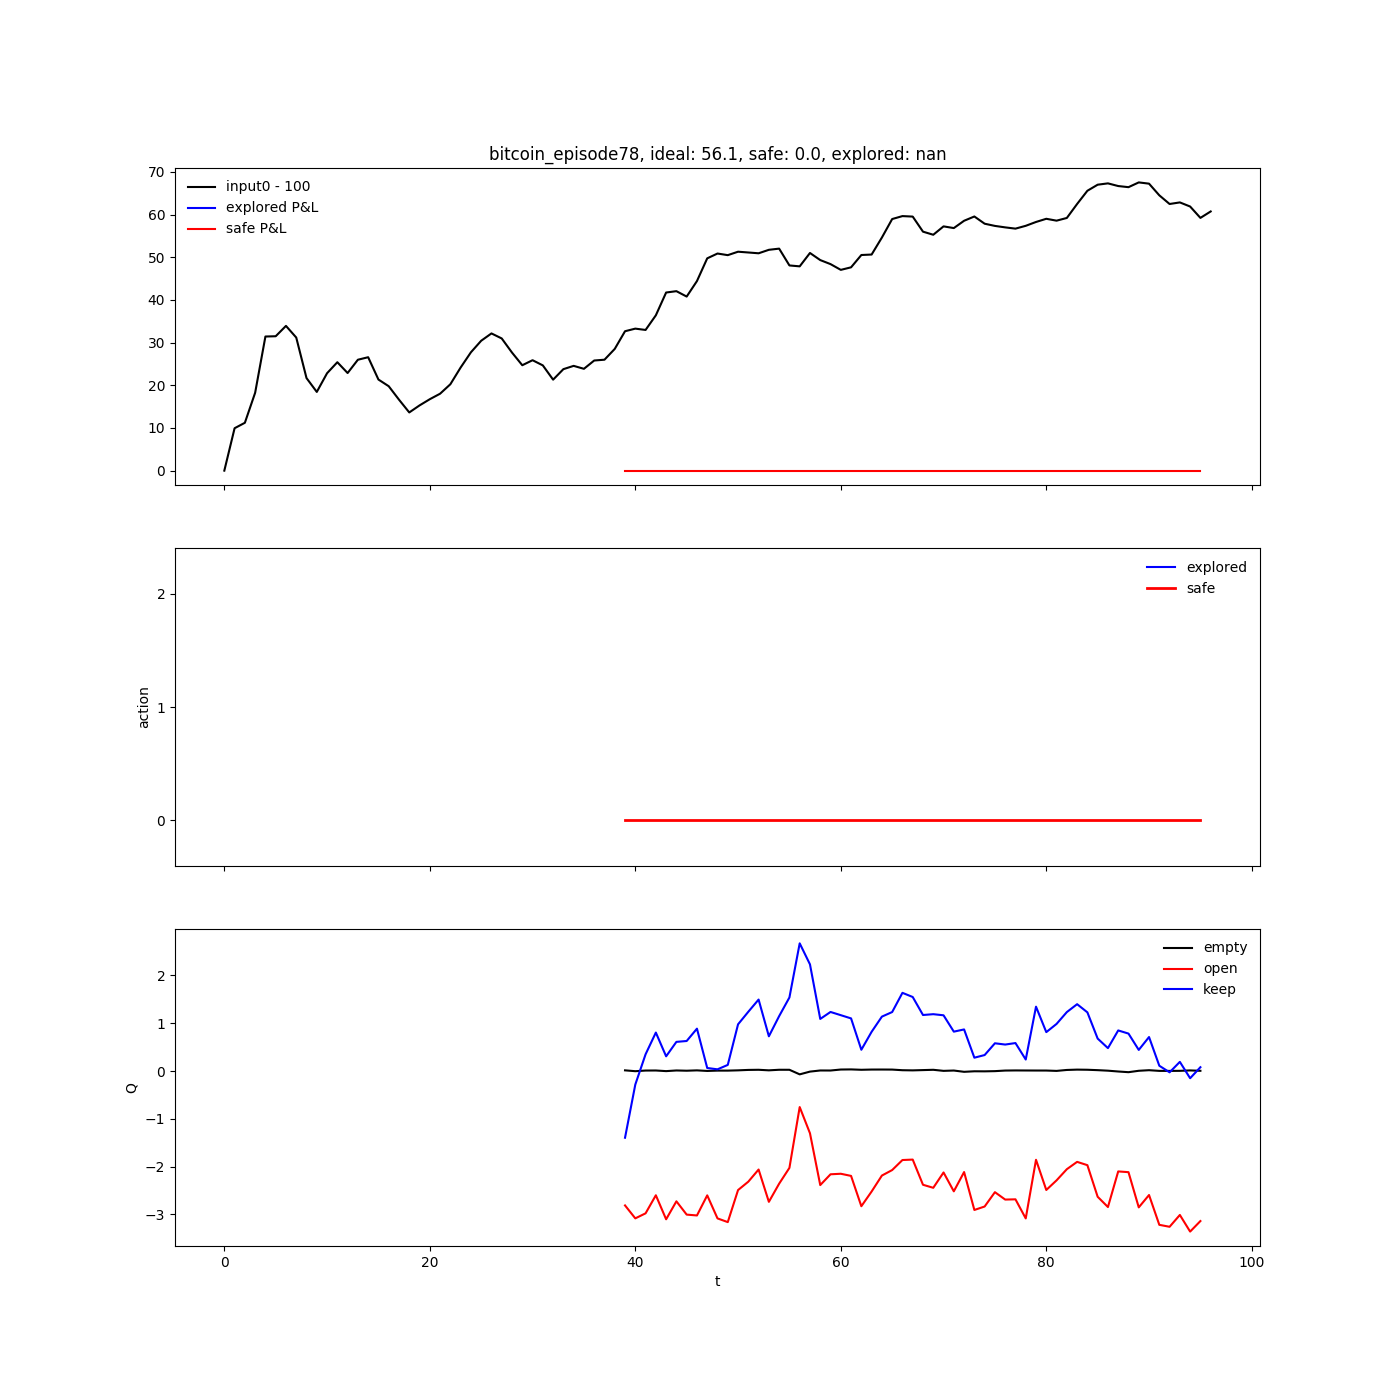 bitcoin_episode78, ideal: 56.1, safe: 0.0, explored: nan
70
60
50
40
30
20
10
0
input0 - 100
explored P&L
safe P&L
action
2
1
0
explored
safe
Q
2
1
0
−1
−2
−3
empty
open
keep
0 20 40 60 80 100
t